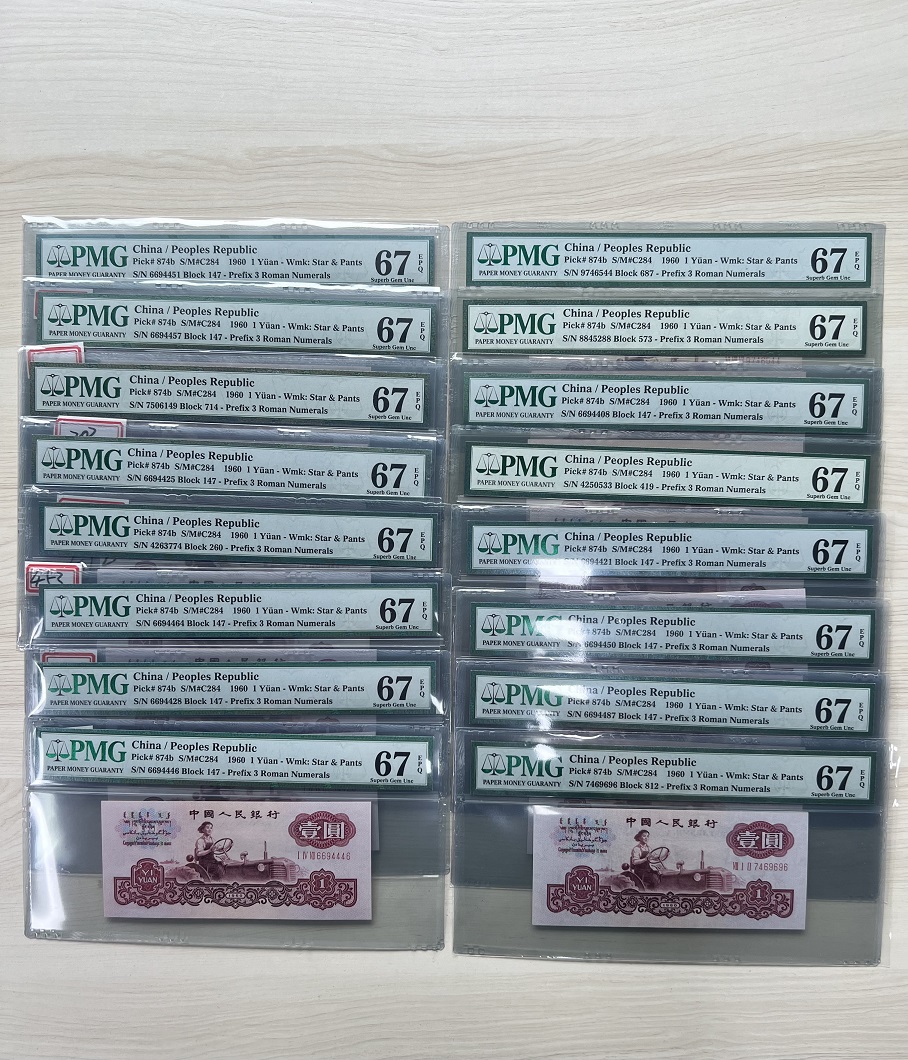 PMG
PAPER MONEY GUARANTY
China / Peoples Republic
Pick# 874b S/M#C284 1960 1 Yüan - Wmk: Star & Pants
S/N 6694451 Block 147 - Prefix 3 Roman Numerals
67 EPQ
Superb Gem Unc
PMG
PAPER MONEY GUARANTY
China / Peoples Republic
Pick# 874b S/M#C284 1960 1 Yüan - Wmk: Star & Pants
S/N 6694457 Block 147 - Prefix 3 Roman Numerals
67 EPQ
Superb Gem Unc
PMG
PAPER MONEY GUARANTY
China / Peoples Republic
Pick# 874b S/M#C284 1960 1 Yüan - Wmk: Star & Pants
S/N 7506149 Block 714 - Prefix 3 Roman Numerals
67 EPQ
Superb Gem Unc
PMG
PAPER MONEY GUARANTY
China / Peoples Republic
Pick# 874b S/M#C284 1960 1 Yüan - Wmk: Star & Pants
S/N 6694425 Block 147 - Prefix 3 Roman Numerals
67 EPQ
Superb Gem Unc
PMG
PAPER MONEY GUARANTY
China / Peoples Republic
Pick# 874b S/M#C284 1960 1 Yüan - Wmk: Star & Pants
S/N 4263774 Block 260 - Prefix 3 Roman Numerals
67 EPQ
Superb Gem Unc
PMG
PAPER MONEY GUARANTY
China / Peoples Republic
Pick# 874b S/M#C284 1960 1 Yüan - Wmk: Star & Pants
S/N 6694464 Block 147 - Prefix 3 Roman Numerals
67 EPQ
Superb Gem Unc
PMG
PAPER MONEY GUARANTY
China / Peoples Republic
Pick# 874b S/M#C284 1960 1 Yüan - Wmk: Star & Pants
S/N 6694428 Block 147 - Prefix 3 Roman Numerals
67 EPQ
Superb Gem Unc
PMG
PAPER MONEY GUARANTY
China / Peoples Republic
Pick# 874b S/M#C284 1960 1 Yüan - Wmk: Star & Pants
S/N 6694446 Block 147 - Prefix 3 Roman Numerals
67 EPQ
Superb Gem Unc
中國人民銀行
壹圓
I IV VII 6694446
YI YUAN
1
1960
PMG
PAPER MONEY GUARANTY
China / Peoples Republic
Pick# 874b S/M#C284 1960 1 Yüan - Wmk: Star & Pants
S/N 9746544 Block 687 - Prefix 3 Roman Numerals
67 EPQ
Superb Gem Unc
PMG
PAPER MONEY GUARANTY
China / Peoples Republic
Pick# 874b S/M#C284 1960 1 Yüan - Wmk: Star & Pants
S/N 8845288 Block 573 - Prefix 3 Roman Numerals
67 EPQ
Superb Gem Unc
PMG
PAPER MONEY GUARANTY
China / Peoples Republic
Pick# 874b S/M#C284 1960 1 Yüan - Wmk: Star & Pants
S/N 6694408 Block 147 - Prefix 3 Roman Numerals
67 EPQ
Superb Gem Unc
PMG
PAPER MONEY GUARANTY
China / Peoples Republic
Pick# 874b S/M#C284 1960 1 Yüan - Wmk: Star & Pants
S/N 4250533 Block 419 - Prefix 3 Roman Numerals
67 EPQ
Superb Gem Unc
PMG
PAPER MONEY GUARANTY
China / Peoples Republic
Pick# 874b S/M#C284 1960 1 Yüan - Wmk: Star & Pants
6694421 Block 147 - Prefix 3 Roman Numerals
67 EPQ
Superb Gem Unc
PMG
PAPER MONEY GUARANTY
China / Peoples Republic
874b S/M#C284 1960 1 Yüan - Wmk: Star & Pants
S/N 6694450 Block 147 - Prefix 3 Roman Numerals
67 EPQ
Superb Gem Unc
PMG
PAPER MONEY GUARANTY
China / Peoples Republic
Pick# 874b S/M#C284 1960 1 Yüan - Wmk: Star & Pants
S/N 6694487 Block 147 - Prefix 3 Roman Numerals
67 EPQ
Superb Gem Unc
PMG
PAPER MONEY GUARANTY
China / Peoples Republic
Pick# 874b S/M#C284 1960 1 Yüan - Wmk: Star & Pants
S/N 7469696 Block 812 - Prefix 3 Roman Numerals
67 EPQ
Superb Gem Unc
中國人民銀行
壹圓
VIII I II 7469696
YI YUAN
1
1960